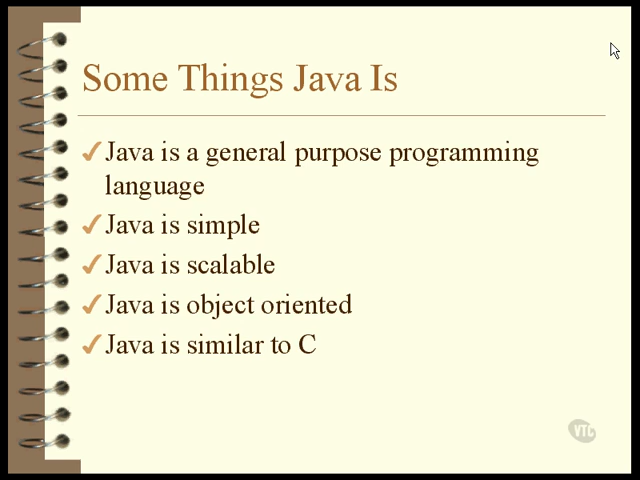 Some Things Java Is
Java is a general purpose programming
language
Java is simple
Java is scalable
Java is object oriented
Java is similar to C
VTC